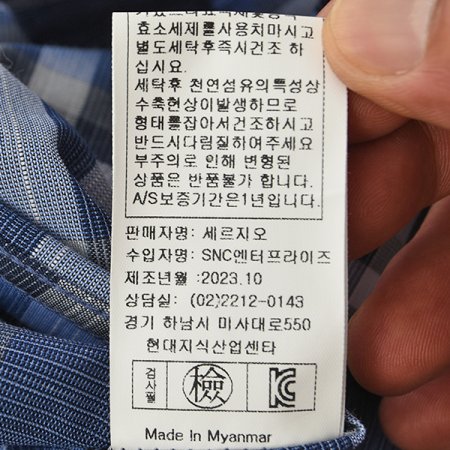 효소세제를사용치마시고
별도세탁후즉시건조 하
십시요.
세탁후 천연섬유의특성상
수축현상이발생하므로
형태를잡아서건조하시고
반드시다림질하여주세요
부주의로 인해 변형된
상품은 반품불가 합니다.
A/S보증기간은1년입니다.
판매자명: 세르지오
수입자명: SNC엔터프라이즈
제조년월 :2023.10
상담실: (02)2212-0143
경기 하남시 미사대로550
현대지식산업센타
검사필 檢 KC
Made in Myanmar